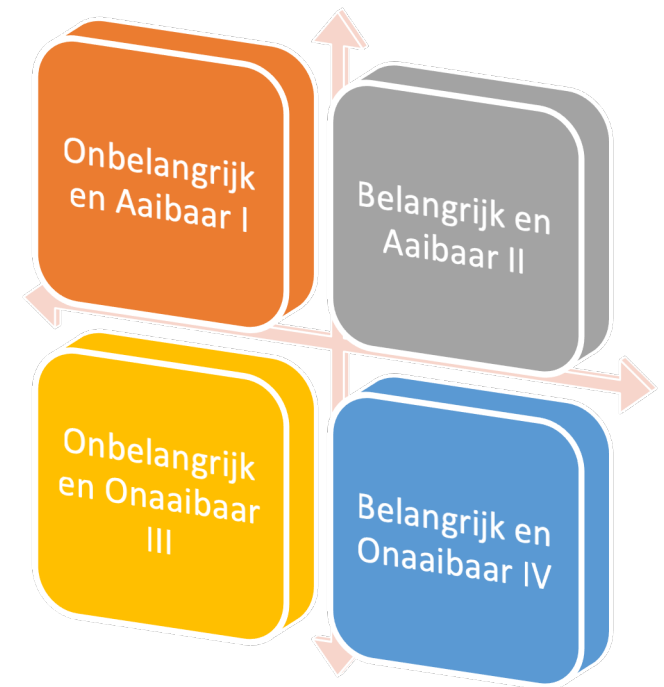 Onbelangrijk
en Aaibaar I
Belangrijk en
Aaibaar II
Onbelangrijk
en Onaaibaar
III
Belangrijk en
Onaaibaar IV